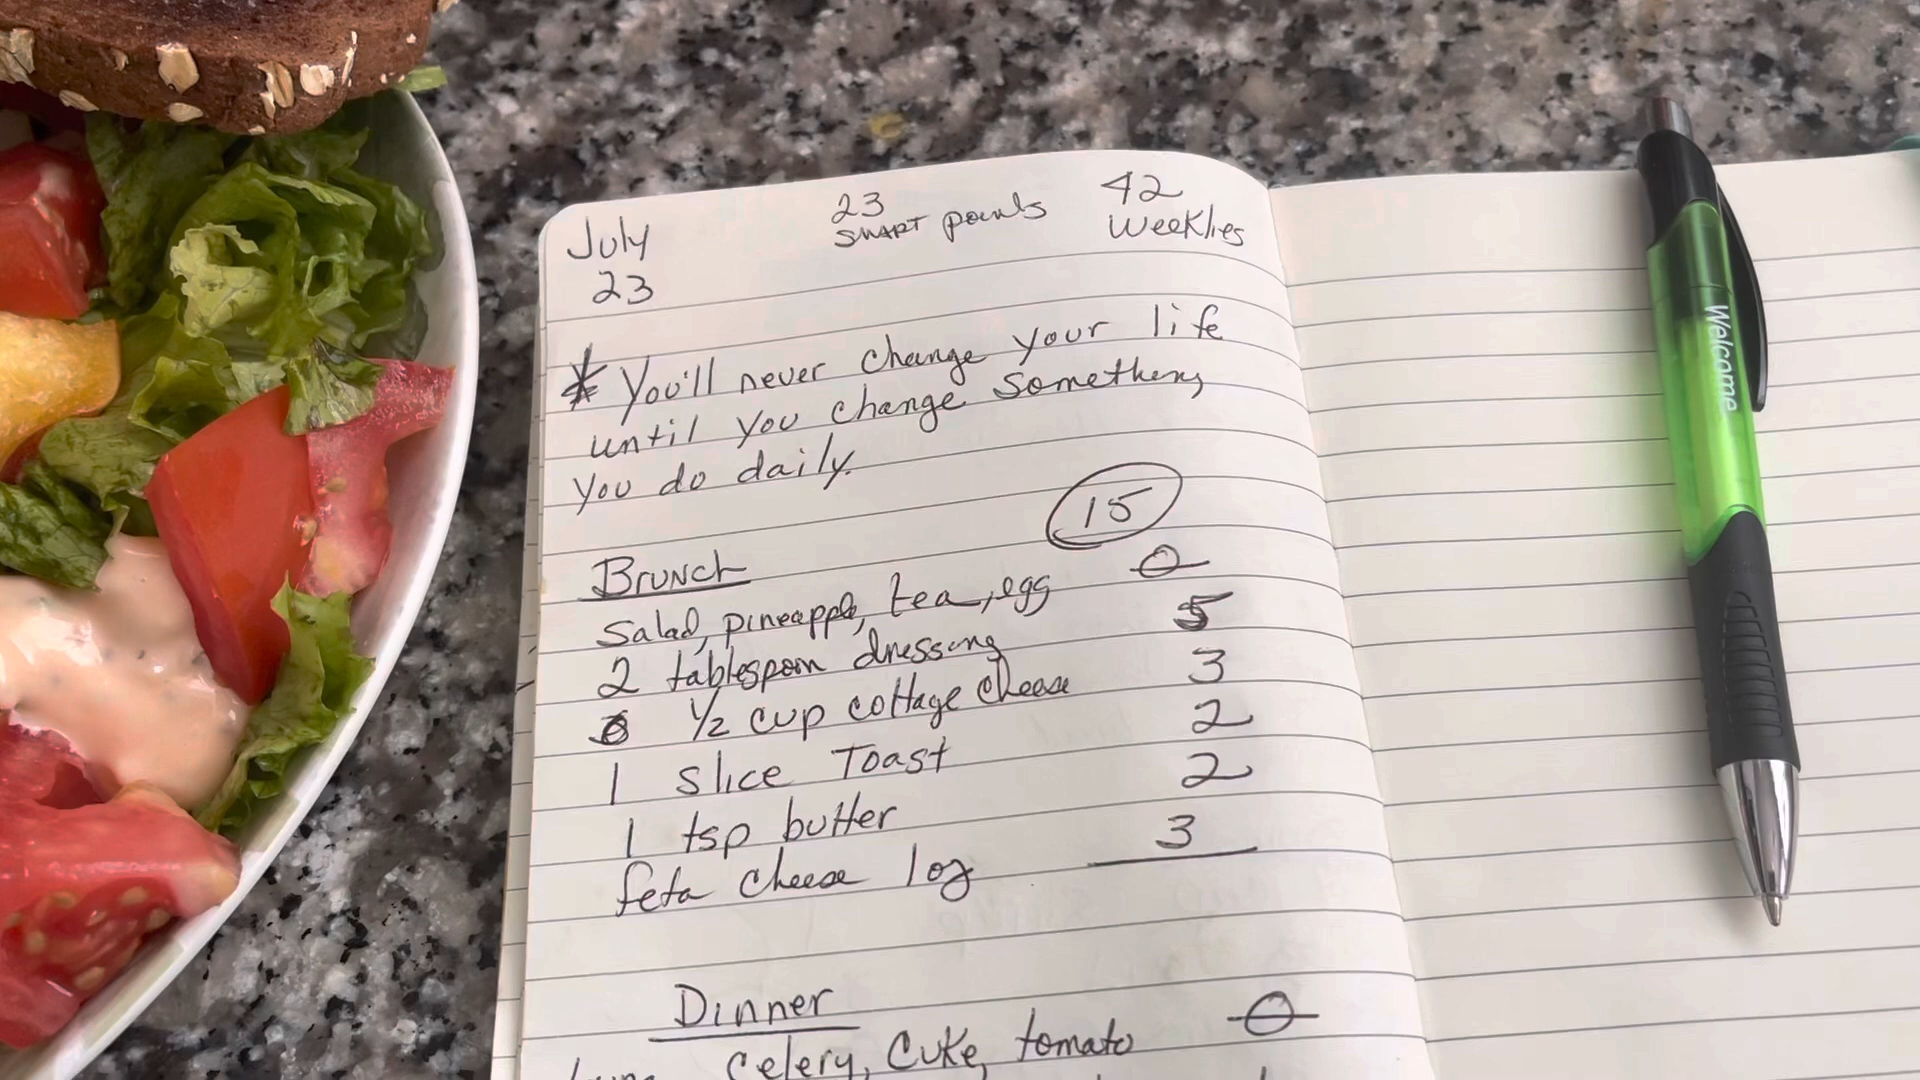 July 23 42
SMART points Weeklies
23
* You'll never change your life
until you change something
you do daily.
15
Brunch
Salad, pineapple, tea, egg 0
2 tablespoon dressing 5
1/2 cup cottage cheese 3
1 slice Toast 2
1 tsp butter 2
feta cheese log 3
Dinner
celery, cuke, tomato 0
Welcome